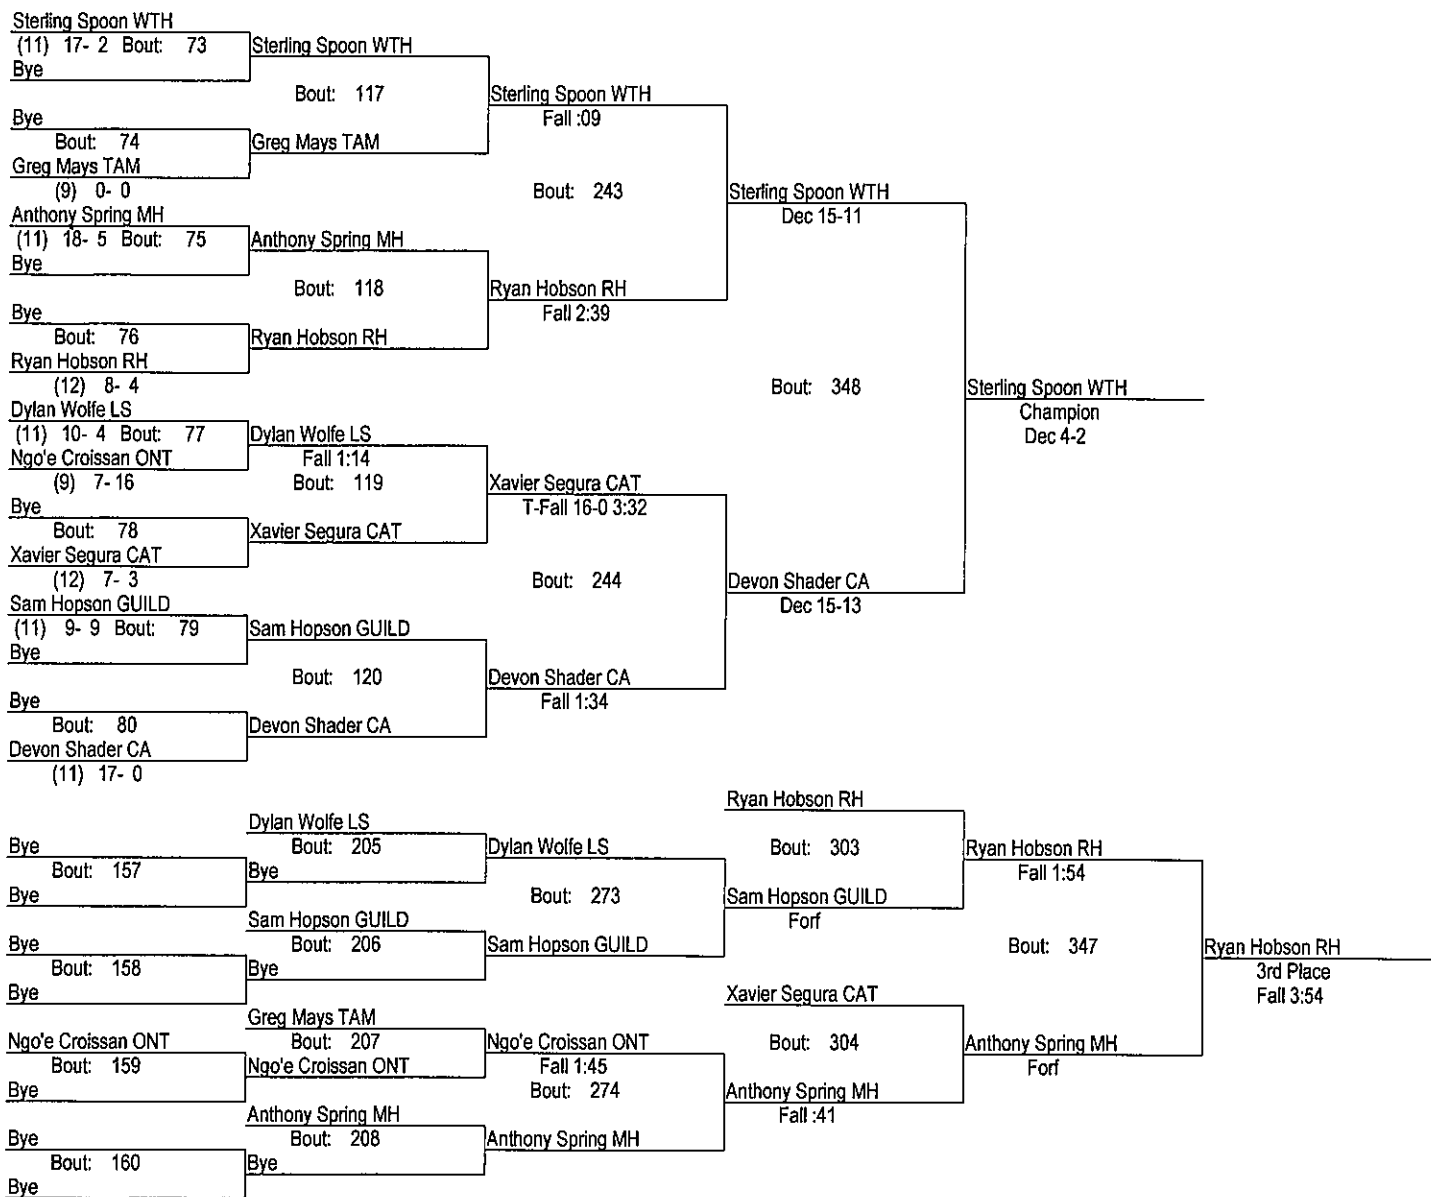 Sterling Spoon WTH
(11) 17- 2 Bout: 73
Bye
Sterling Spoon WTH
Bout: 117
Bye
Bout: 74
Greg Mays TAM
(9) 0- 0
Greg Mays TAM
Sterling Spoon WTH
Fall :09
Bout: 243
Anthony Spring MH
(11) 18- 5 Bout: 75
Bye
Anthony Spring MH
Bout: 118
Bye
Bout: 76
Ryan Hobson RH
(12) 8- 4
Ryan Hobson RH
Ryan Hobson RH
Fall 2:39
Sterling Spoon WTH
Dec 15-11
Bout: 348
Dylan Wolfe LS
(11) 10- 4 Bout: 77
Ngo'e Croissan ONT
(9) 7-16
Dylan Wolfe LS
Fall 1:14
Bout: 119
Bye
Bout: 78
Xavier Segura CAT
(12) 7- 3
Xavier Segura CAT
Xavier Segura CAT
T-Fall 16-0 3:32
Bout: 244
Sam Hopson GUILD
(11) 9- 9 Bout: 79
Bye
Sam Hopson GUILD
Bout: 120
Bye
Bout: 80
Devon Shader CA
(11) 17- 0
Devon Shader CA
Devon Shader CA
Fall 1:34
Devon Shader CA
Dec 15-13
Sterling Spoon WTH
Champion
Dec 4-2
Bye
Bout: 157
Bye
Dylan Wolfe LS
Bout: 205
Bye
Dylan Wolfe LS
Bout: 273
Bye
Bout: 158
Bye
Sam Hopson GUILD
Bout: 206
Bye
Sam Hopson GUILD
Ryan Hobson RH
Bout: 303
Sam Hopson GUILD
Forf
Ryan Hobson RH
Fall 1:54
Bout: 347
Ngo'e Croissan ONT
Bout: 159
Bye
Greg Mays TAM
Bout: 207
Ngo'e Croissan ONT
Ngo'e Croissan ONT
Fall 1:45
Bout: 274
Bye
Bout: 160
Bye
Anthony Spring MH
Bout: 208
Bye
Anthony Spring MH
Xavier Segura CAT
Bout: 304
Anthony Spring MH
Fall :41
Anthony Spring MH
Forf
Ryan Hobson RH
3rd Place
Fall 3:54